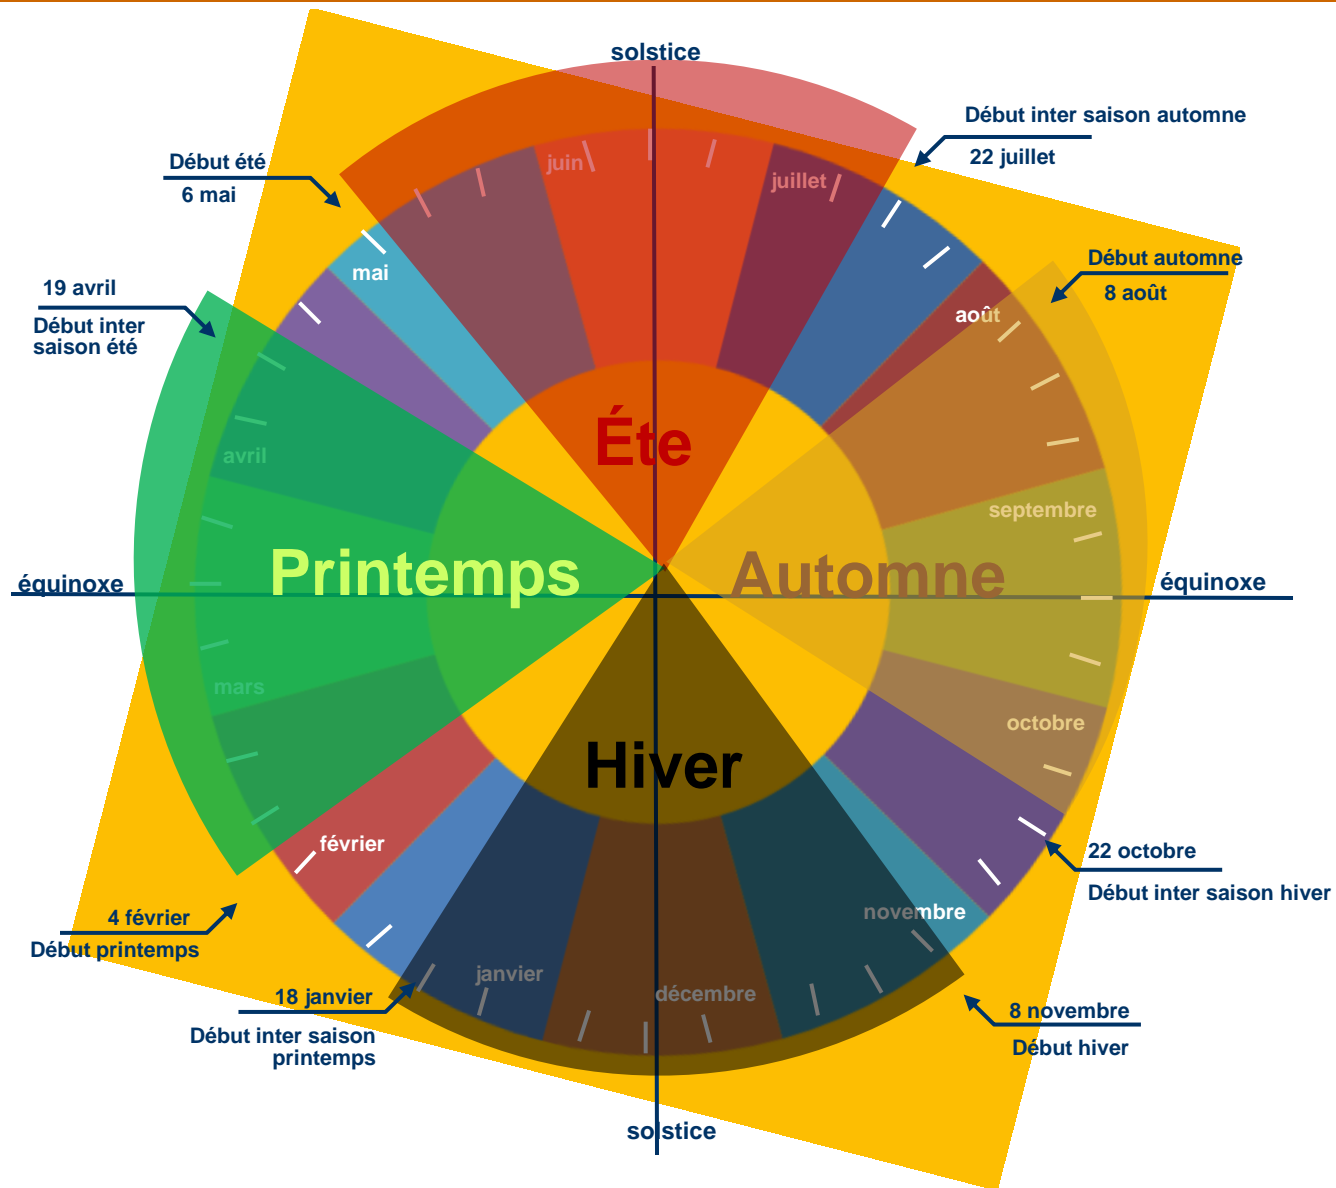 solstice
Début inter saison automne
22 juillet
Début été
6 mai
juin
juillet
mai
Début automne
8 août
19 avril
Début inter
saison été
août
Éte
avril
septembre
Printemps
Automne
équinoxe
équinoxe
mars
octobre
Hiver
février
22 octobre
Début inter saison hiver
4 février
Début printemps
novembre
janvier
décembre
18 janvier
Début inter saison
printemps
8 novembre
Début hiver
solstice